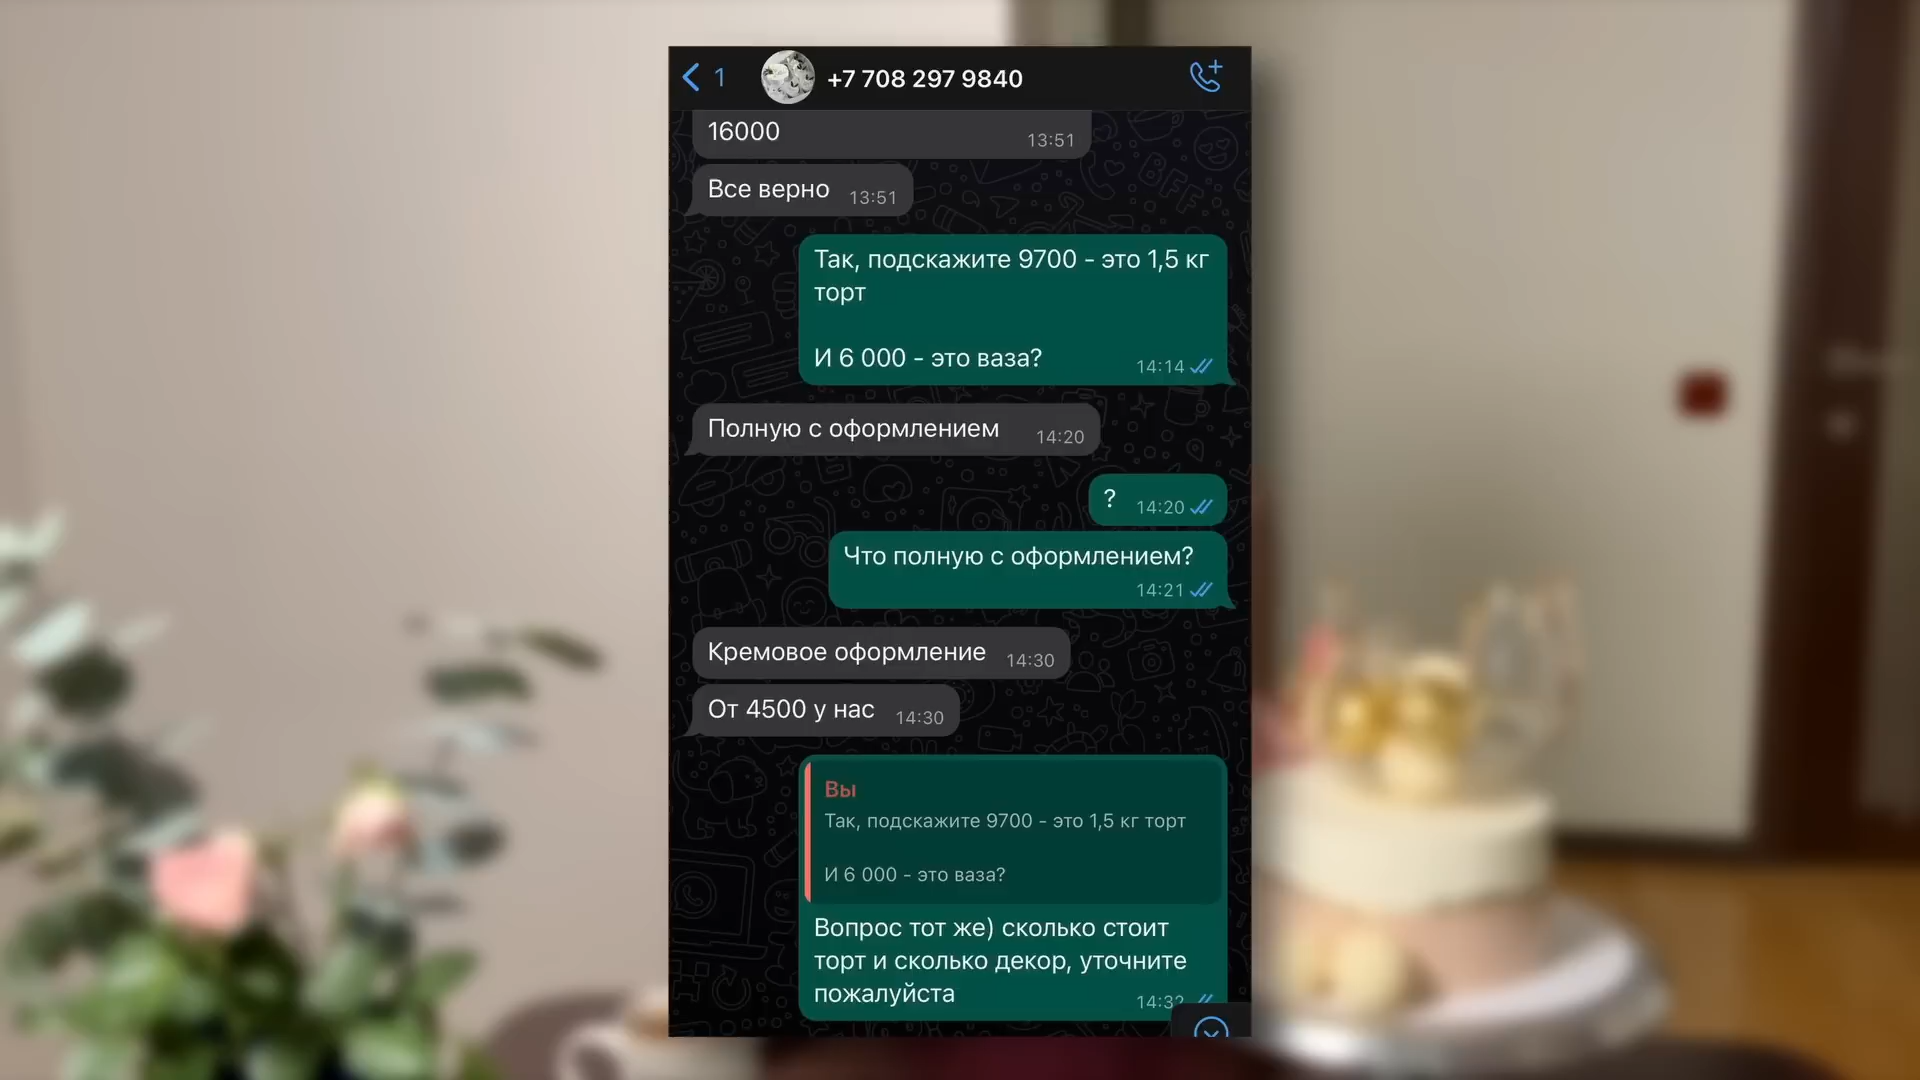 1
+7 708 297 9840
16000
13:51
Все верно
13:51
Так, подскажите 9700 - это 1,5 кг
торт
И 6 000 - это ваза?
14:14
Полную с оформлением
14:20
?
14:20
Что полную с оформлением?
14:21
Кремовое оформление
14:30
От 4500 у нас
14:30
Вы
Так, подскажите 9700 - это 1,5 кг торт
И 6 000 - это ваза?
Вопрос тот же) сколько стоит
торт и сколько декор, уточните
пожалуйста
14:32